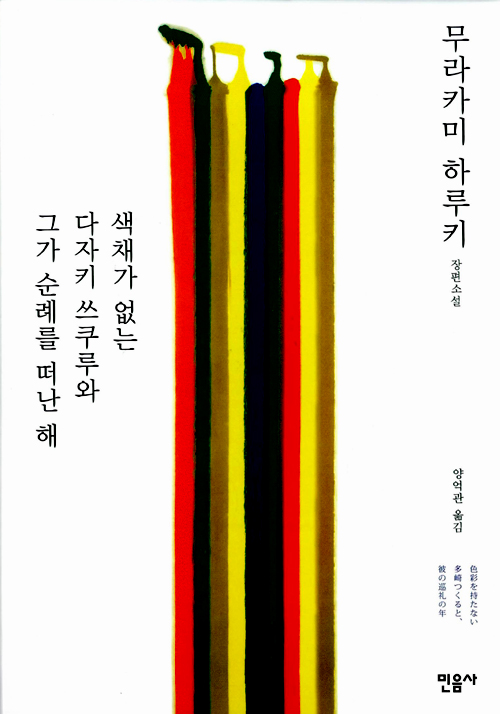 무라카미 하루키
장편소설
색채가 없는
다자키 쓰쿠루와
그가 순례를 떠난 해
양억관 옮김
色彩を持たない
多崎つくると、
彼の巡礼の年
민음사